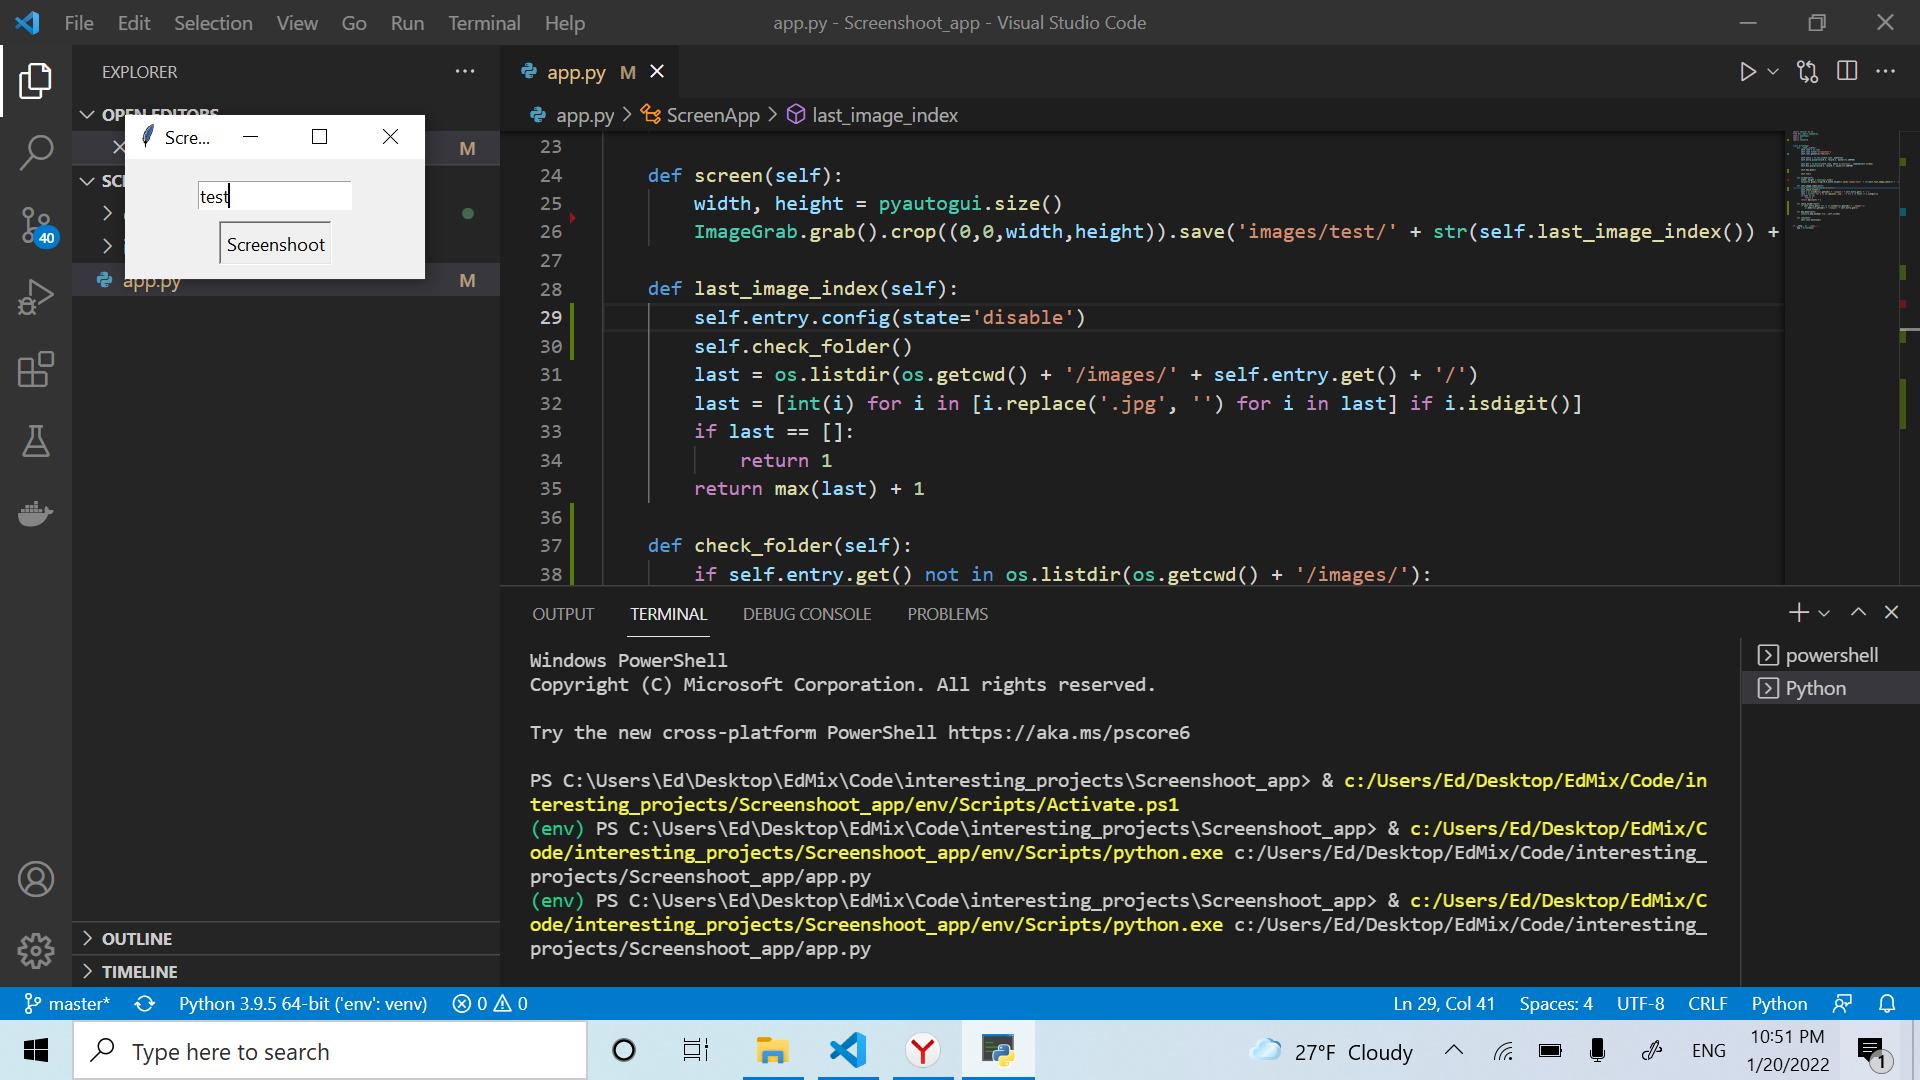 File Edit Selection View Go Run Terminal Help
app.py - Screenshoot_app - Visual Studio Code
EXPLORER
OPEN EDITORS
M
Scre...
test
Screenshoot
app.py M
OUTLINE
TIMELINE
40
app.py M
app.py ScreenApp last_image_index
23
24 def screen(self):
25 width, height = pyautogui.size()
26 ImageGrab.grab().crop((0,0,width,height)).save('images/test/' + str(self.last_image_index()) +
27
28 def last_image_index(self):
29 self.entry.config(state='disable')
30 self.check_folder()
31 last = os.listdir(os.getcwd() + '/images/' + self.entry.get() + '/')
32 last = [int(i) for i in [i.replace('.jpg', '') for i in last] if i.isdigit()]
33 if last == []:
34 return 1
35 return max(last) + 1
36
37 def check_folder(self):
38 if self.entry.get() not in os.listdir(os.getcwd() + '/images/'):
OUTPUT TERMINAL DEBUG CONSOLE PROBLEMS
Windows PowerShell
Copyright (C) Microsoft Corporation. All rights reserved.
Try the new cross-platform PowerShell https://aka.ms/pscore6
PS C:\Users\Ed\Desktop\EdMix\Code\interesting_projects\Screenshoot_app> & c:/Users/Ed/Desktop/EdMix/Code/in
teresting_projects/Screenshoot_app/env/Scripts/Activate.ps1
(env) PS C:\Users\Ed\Desktop\EdMix\Code\interesting_projects\Screenshoot_app> & c:/Users/Ed/Desktop/EdMix/C
ode/interesting_projects/Screenshoot_app/env/Scripts/python.exe c:/Users/Ed/Desktop/EdMix/Code/interesting_
projects/Screenshoot_app/app.py
(env) PS C:\Users\Ed\Desktop\EdMix\Code\interesting_projects\Screenshoot_app> & c:/Users/Ed/Desktop/EdMix/C
ode/interesting_projects/Screenshoot_app/env/Scripts/python.exe c:/Users/Ed/Desktop/EdMix/Code/interesting_
projects/Screenshoot_app/app.py
powershell
Python
master* Python 3.9.5 64-bit ('env': venv) 0 0
Ln 29, Col 41 Spaces: 4 UTF-8 CRLF Python
Type here to search
27°F Cloudy
ENG
10:51 PM
1/20/2022
1